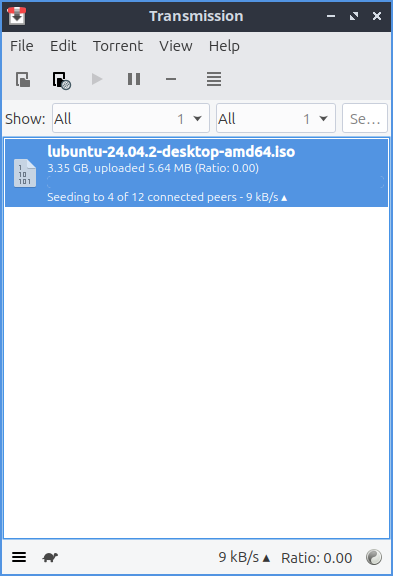 Transmission
File Edit Torrent View Help
Show: All 1 All 1 Se...
lubuntu-24.04.2-desktop-amd64.iso
3.35 GB, uploaded 5.64 MB (Ratio: 0.00)
Seeding to 4 of 12 connected peers - 9 kB/s ▴
9 kB/s ▴ Ratio: 0.00